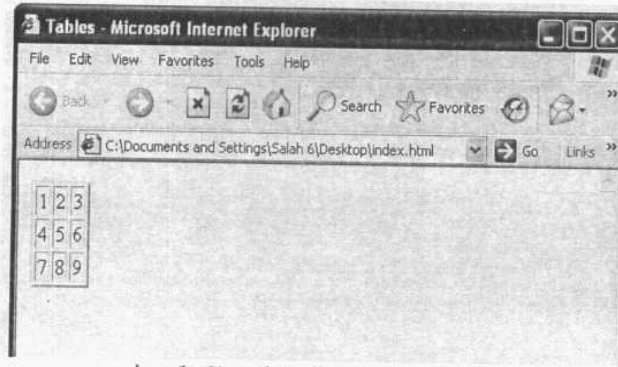 Tables - Microsoft Internet Explorer
File Edit View Favorites Tools Help
Back Search Favorites »
Address C:\Documents and Settings\Salah 6\Desktop\index.html Go Links »
1 2 3
4 5 6
7 8 9